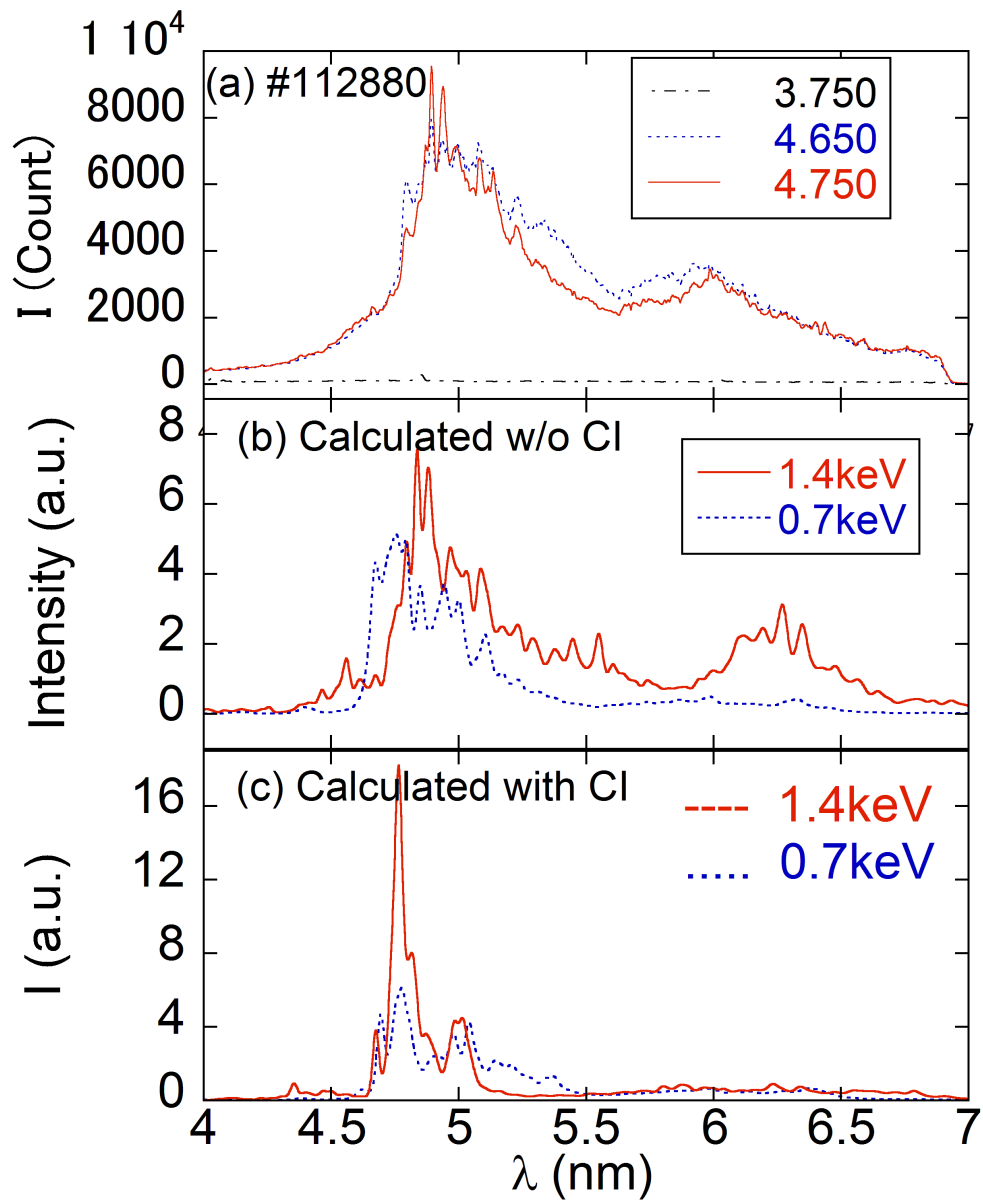 1 10⁴
(a) #112880
3.750
8000
4.650
6000
4.750
4000
2000
0
I (Count)
8
(b) Calculated w/o CI
1.4keV
6
0.7keV
4
2
0
Intensity (a.u.)
(c) Calculated with CI
1.4keV
16
0.7keV
12
8
4
0
I (a.u.)
4 4.5 5 5.5 6 6.5 7
λ (nm)